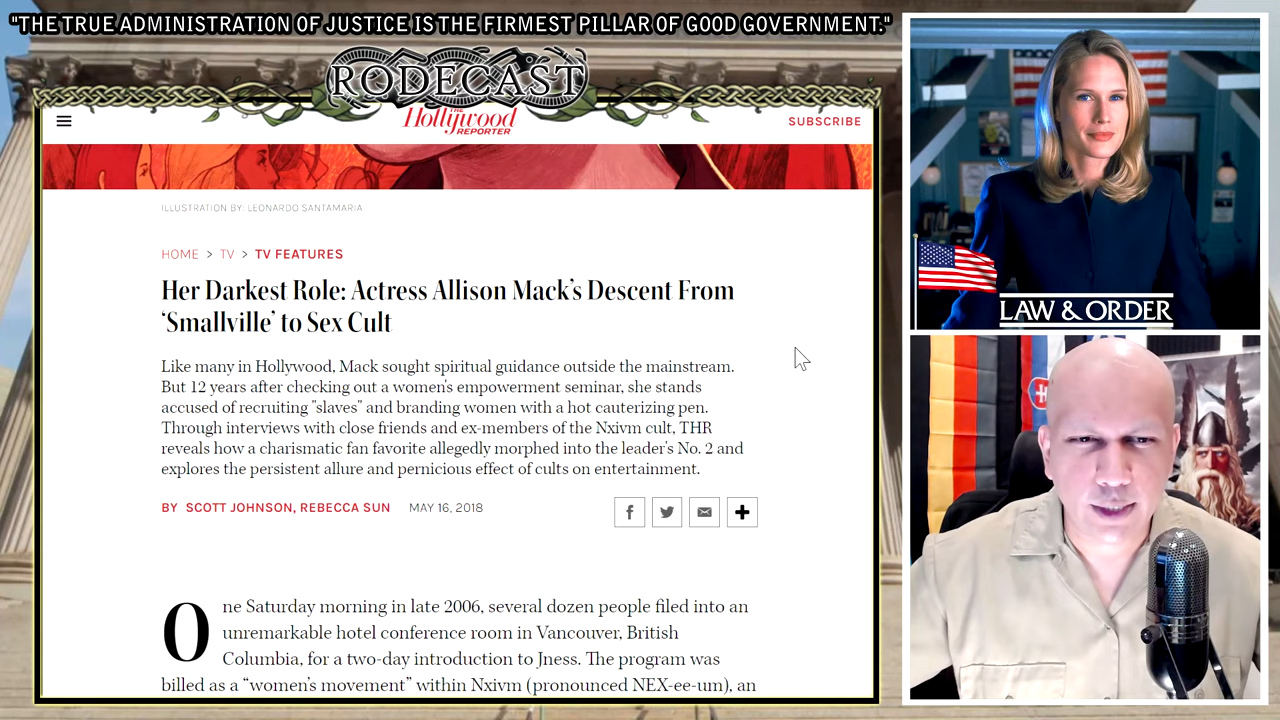 "THE TRUE ADMINISTRATION OF JUSTICE IS THE FIRMEST PILLAR OF GOOD GOVERNMENT."
RODECAST
THE
Hollywood
REPORTER
SUBSCRIBE
ILLUSTRATION BY: LEONARDO SANTAMARIA
HOME > TV > TV FEATURES
Her Darkest Role: Actress Allison Mack's Descent From
'Smallville' to Sex Cult
Like many in Hollywood, Mack sought spiritual guidance outside the mainstream.
But 12 years after checking out a women's empowerment seminar, she stands
accused of recruiting "slaves" and branding women with a hot cauterizing pen.
Through interviews with close friends and ex-members of the Nxivm cult, THR
reveals how a charismatic fan favorite allegedly morphed into the leader's No. 2 and
explores the persistent allure and pernicious effect of cults on entertainment.
BY SCOTT JOHNSON, REBECCA SUN MAY 16, 2018
One Saturday morning in late 2006, several dozen people filed into an
unremarkable hotel conference room in Vancouver, British
Columbia, for a two-day introduction to Jness. The program was
billed as a “women's movement” within Nxivm (pronounced NEX-ee-um), an
LAW & ORDER